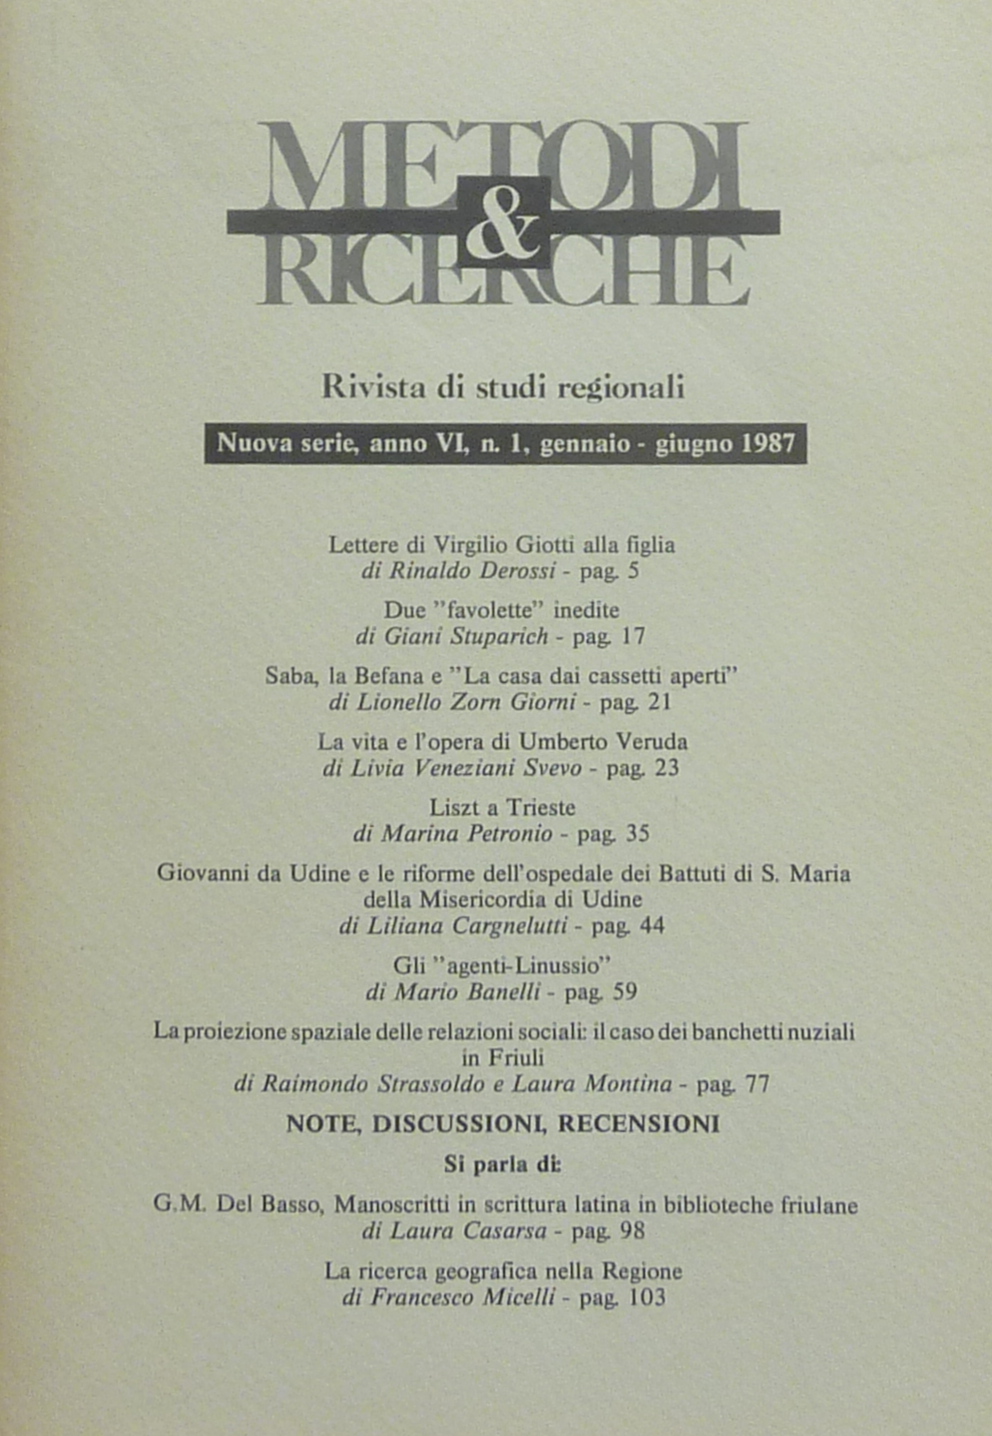 METODI
&
RICERCHE
Rivista di studi regionali
Nuova serie, anno VI, n. 1, gennaio - giugno 1987
Lettere di Virgilio Giotti alla figlia
di Rinaldo Derossi - pag. 5
Due ”favolette” inedite
di Giani Stuparich - pag. 17
Saba, la Befana e ”La casa dai cassetti aperti”
di Lionello Zorn Giorni - pag. 21
La vita e l'opera di Umberto Veruda
di Livia Veneziani Svevo - pag. 23
Liszt a Trieste
di Marina Petronio - pag. 35
Giovanni da Udine e le riforme dell'ospedale dei Battuti di S. Maria
della Misericordia di Udine
di Liliana Cargnelutti - pag. 44
Gli ”agenti-Linussio”
di Mario Banelli - pag. 59
La proiezione spaziale delle relazioni sociali: il caso dei banchetti nuziali
in Friuli
di Raimondo Strassoldo e Laura Montina - pag. 77
NOTE, DISCUSSIONI, RECENSIONI
Si parla di:
G.M. Del Basso, Manoscritti in scrittura latina in biblioteche friulane
di Laura Casarsa - pag. 98
La ricerca geografica nella Regione
di Francesco Micelli - pag. 103